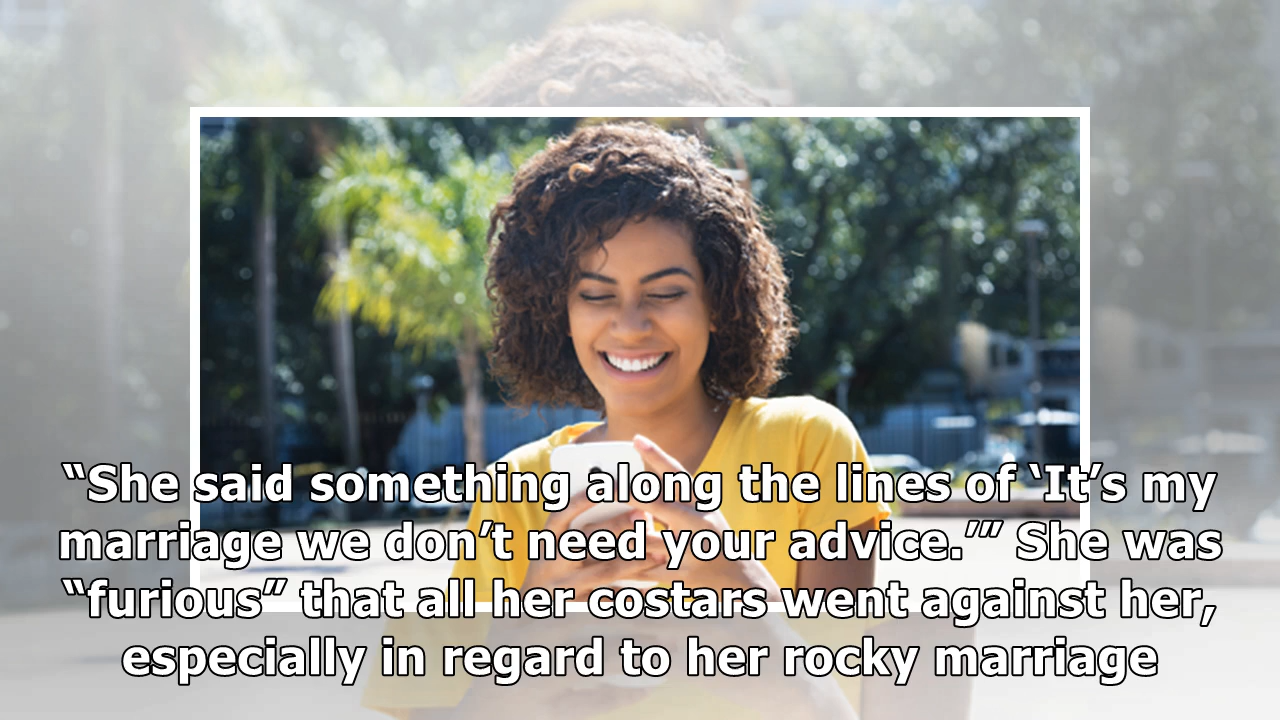 “She said something along the lines of ‘It’s my
marriage we don’t need your advice.’” She was
“furious” that all her costars went against her,
especially in regard to her rocky marriage